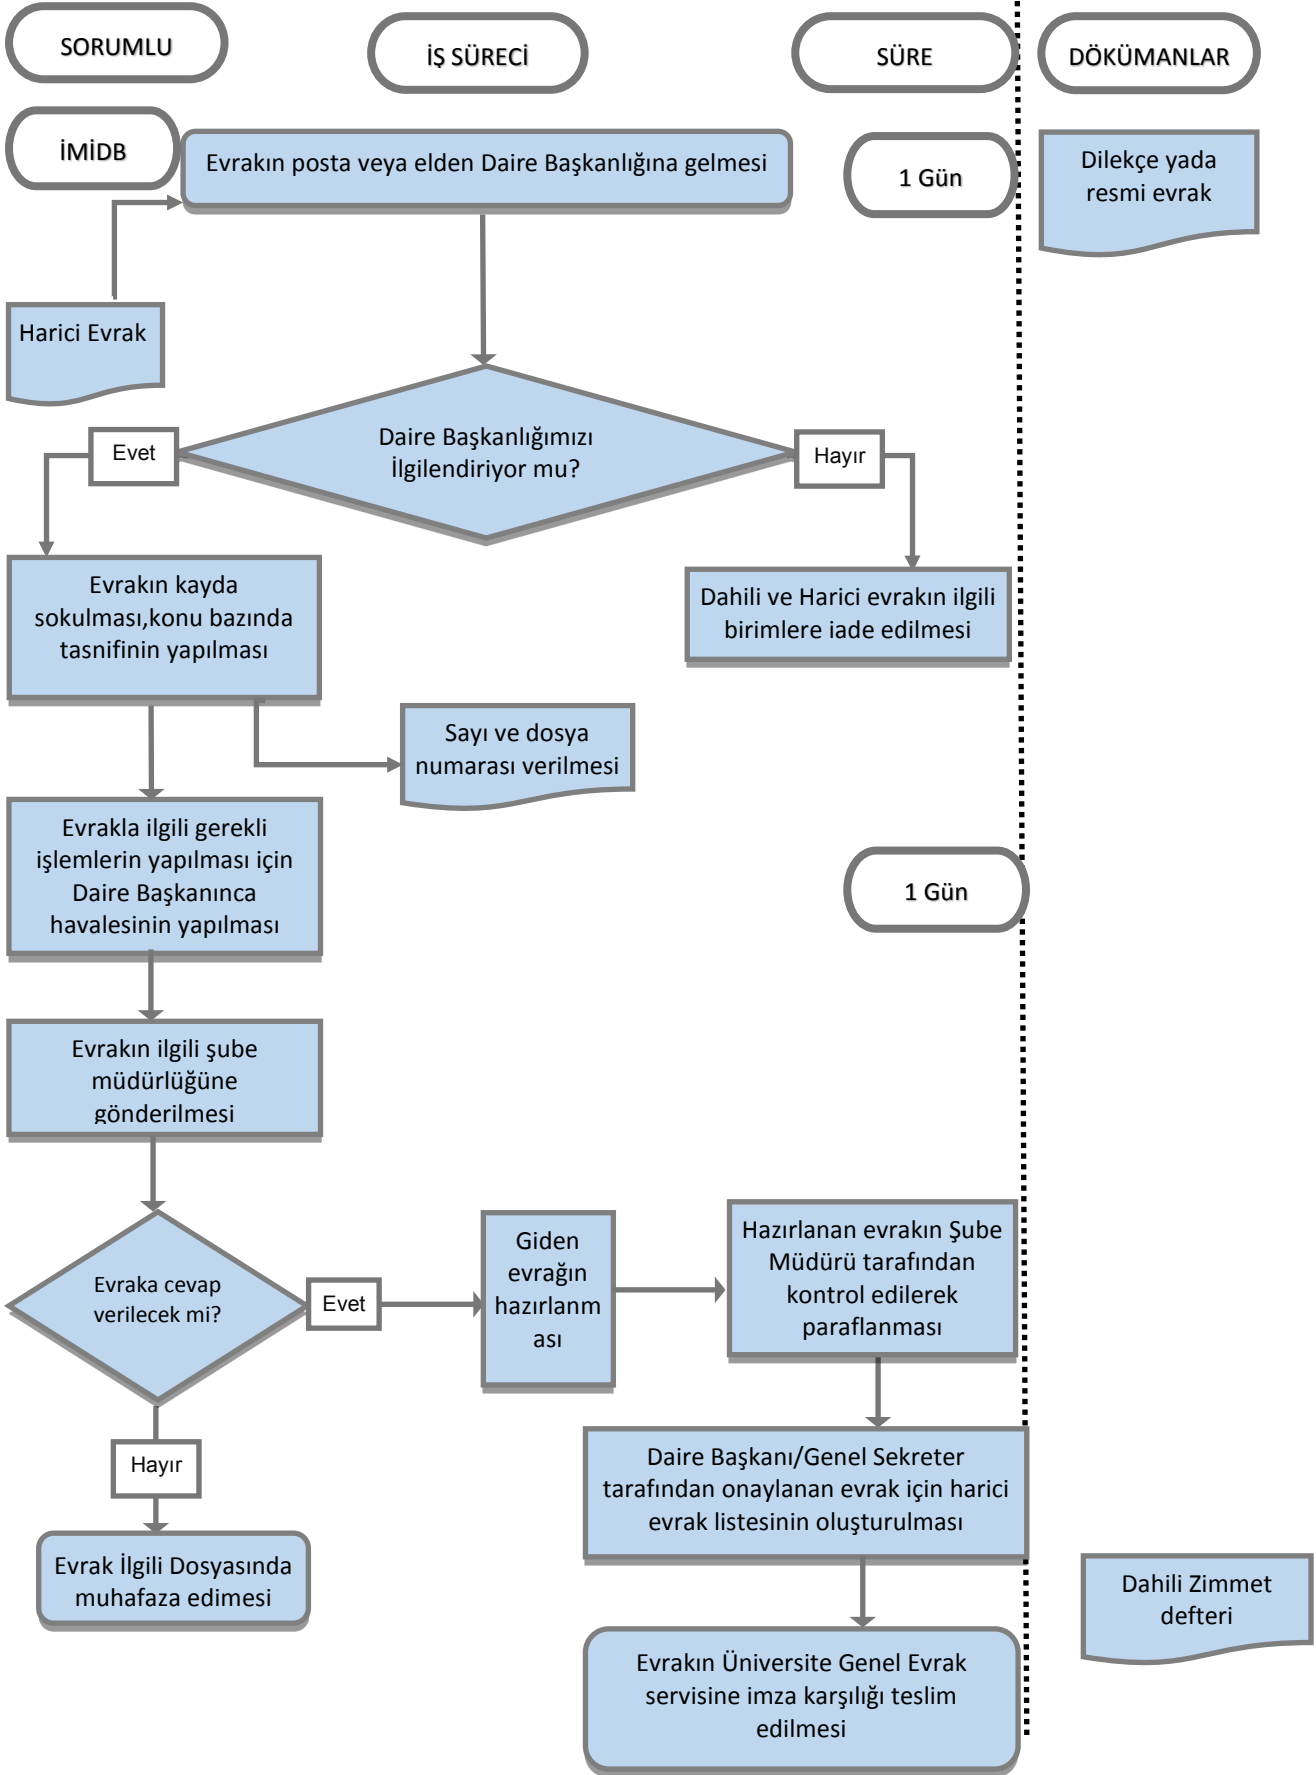 SORUMLU
İŞ SÜRECİ
SÜRE
DÖKÜMANLAR
İMİDB
Evrakın posta veya elden Daire Başkanlığına gelmesi
1 Gün
Dilekçe yada
resmi evrak
Harici Evrak
Daire Başkanlığımızı
İlgilendiriyor mu?
Evet
Hayır
Evrakın kayda
sokulması,konu bazında
tasnifinin yapılması
Dahili ve Harici evrakın ilgili
birimlere iade edilmesi
Sayı ve dosya
numarası verilmesi
Evrakla ilgili gerekli
işlemlerin yapılması için
Daire Başkanınca
havalesinin yapılması
1 Gün
Evrakın ilgili şube
müdürlüğüne
gönderilmesi
Evraka cevap
verilecek mi?
Evet
Giden
evrağın
hazırlanm
ası
Hazırlanan evrakın Şube
Müdürü tarafından
kontrol edilerek
paraflanması
Hayır
Daire Başkanı/Genel Sekreter
tarafından onaylanan evrak için harici
evrak listesinin oluşturulması
Evrak İlgili Dosyasında
muhafaza edimesi
Dahili Zimmet
defteri
Evrakın Üniversite Genel Evrak
servisine imza karşılığı teslim
edilmesi